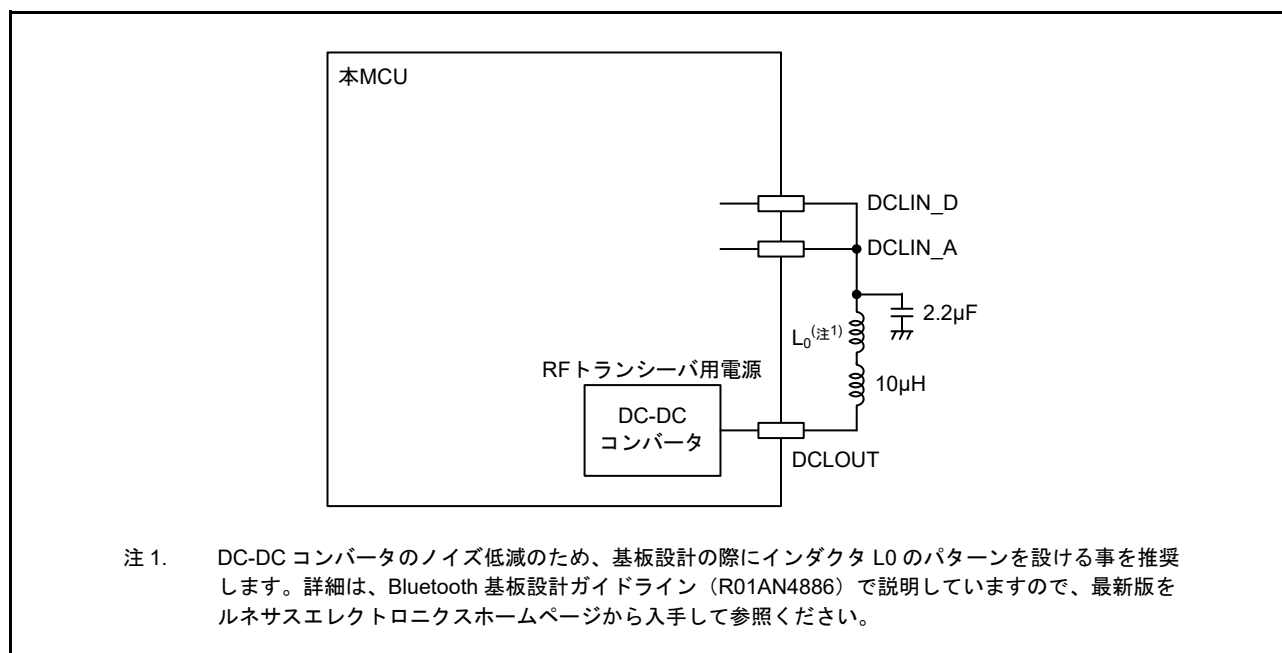 本MCU
DCLIN_D
DCLIN_A
2.2µF
L0(注1)
10µH
RFトランシーバ用電源
DC-DC
コンバータ
DCLOUT
注 1. DC-DC コンバータのノイズ低減のため、基板設計の際にインダクタ L0 のパターンを設ける事を推奨
します。詳細は、Bluetooth 基板設計ガイドライン（R01AN4886）で説明していますので、最新版を
ルネサスエレクトロニクスホームページから入手して参照ください。